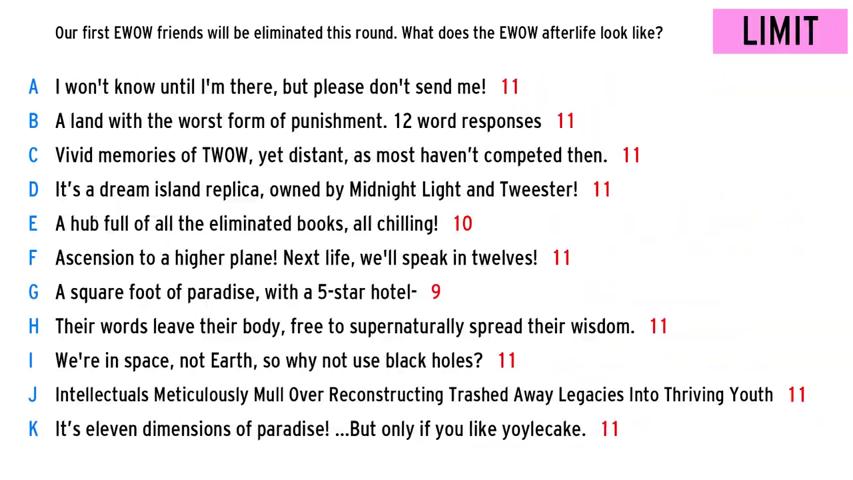 Our first EWOW friends will be eliminated this round. What does the EWOW afterlife look like?
LIMIT
A I won't know until I'm there, but please don't send me! 11
B A land with the worst form of punishment. 12 word responses 11
C Vivid memories of TWOW, yet distant, as most haven’t competed then. 11
D It’s a dream island replica, owned by Midnight Light and Tweester! 11
E A hub full of all the eliminated books, all chilling! 10
F Ascension to a higher plane! Next life, we'll speak in twelves! 11
G A square foot of paradise, with a 5-star hotel- 9
H Their words leave their body, free to supernaturally spread their wisdom. 11
I We're in space, not Earth, so why not use black holes? 11
J Intellectuals Meticulously Mull Over Reconstructing Trashed Away Legacies Into Thriving Youth 11
K It’s eleven dimensions of paradise! ...But only if you like yoylecake. 11